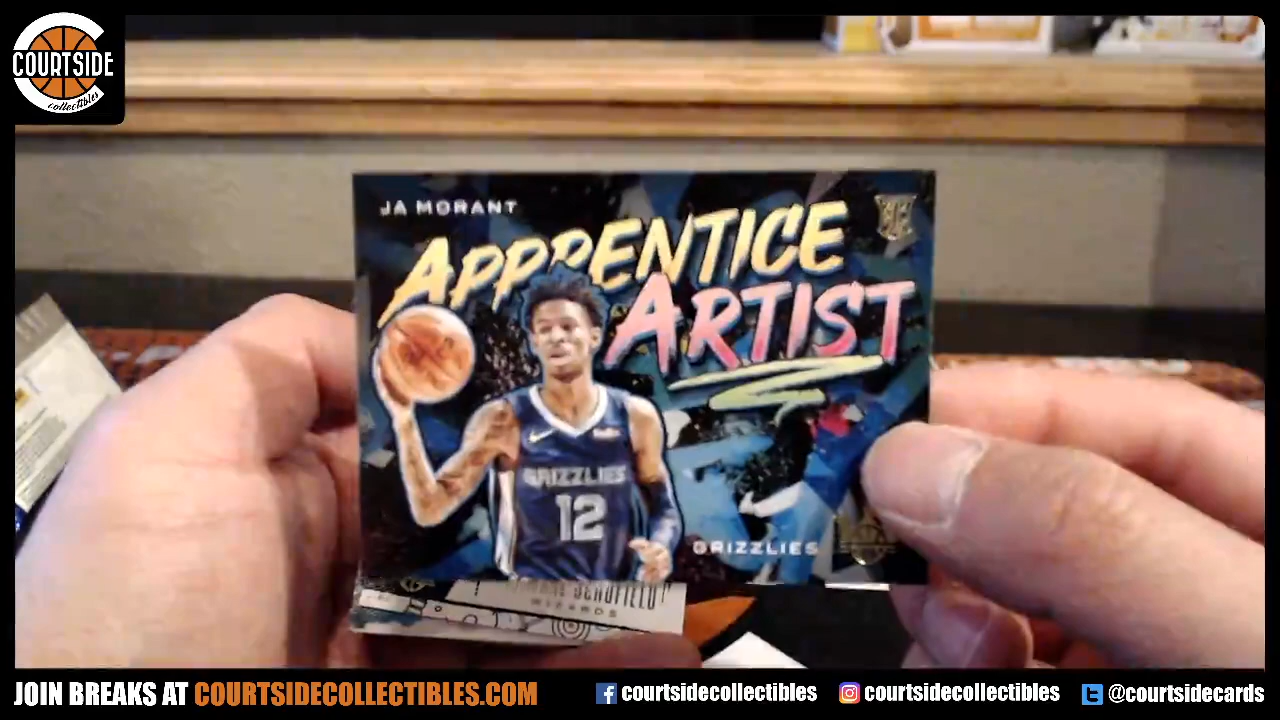 COURTSIDE
collectibles
JA MORANT
APPRENTICE
ARTIST
GRIZZLIES
12
GRIZZLIES
WIZARDS
JOIN BREAKS AT COURTSIDECOLLECTIBLES.COM
courtsidecollectibles
courtsidecollectibles
@courtsidecards